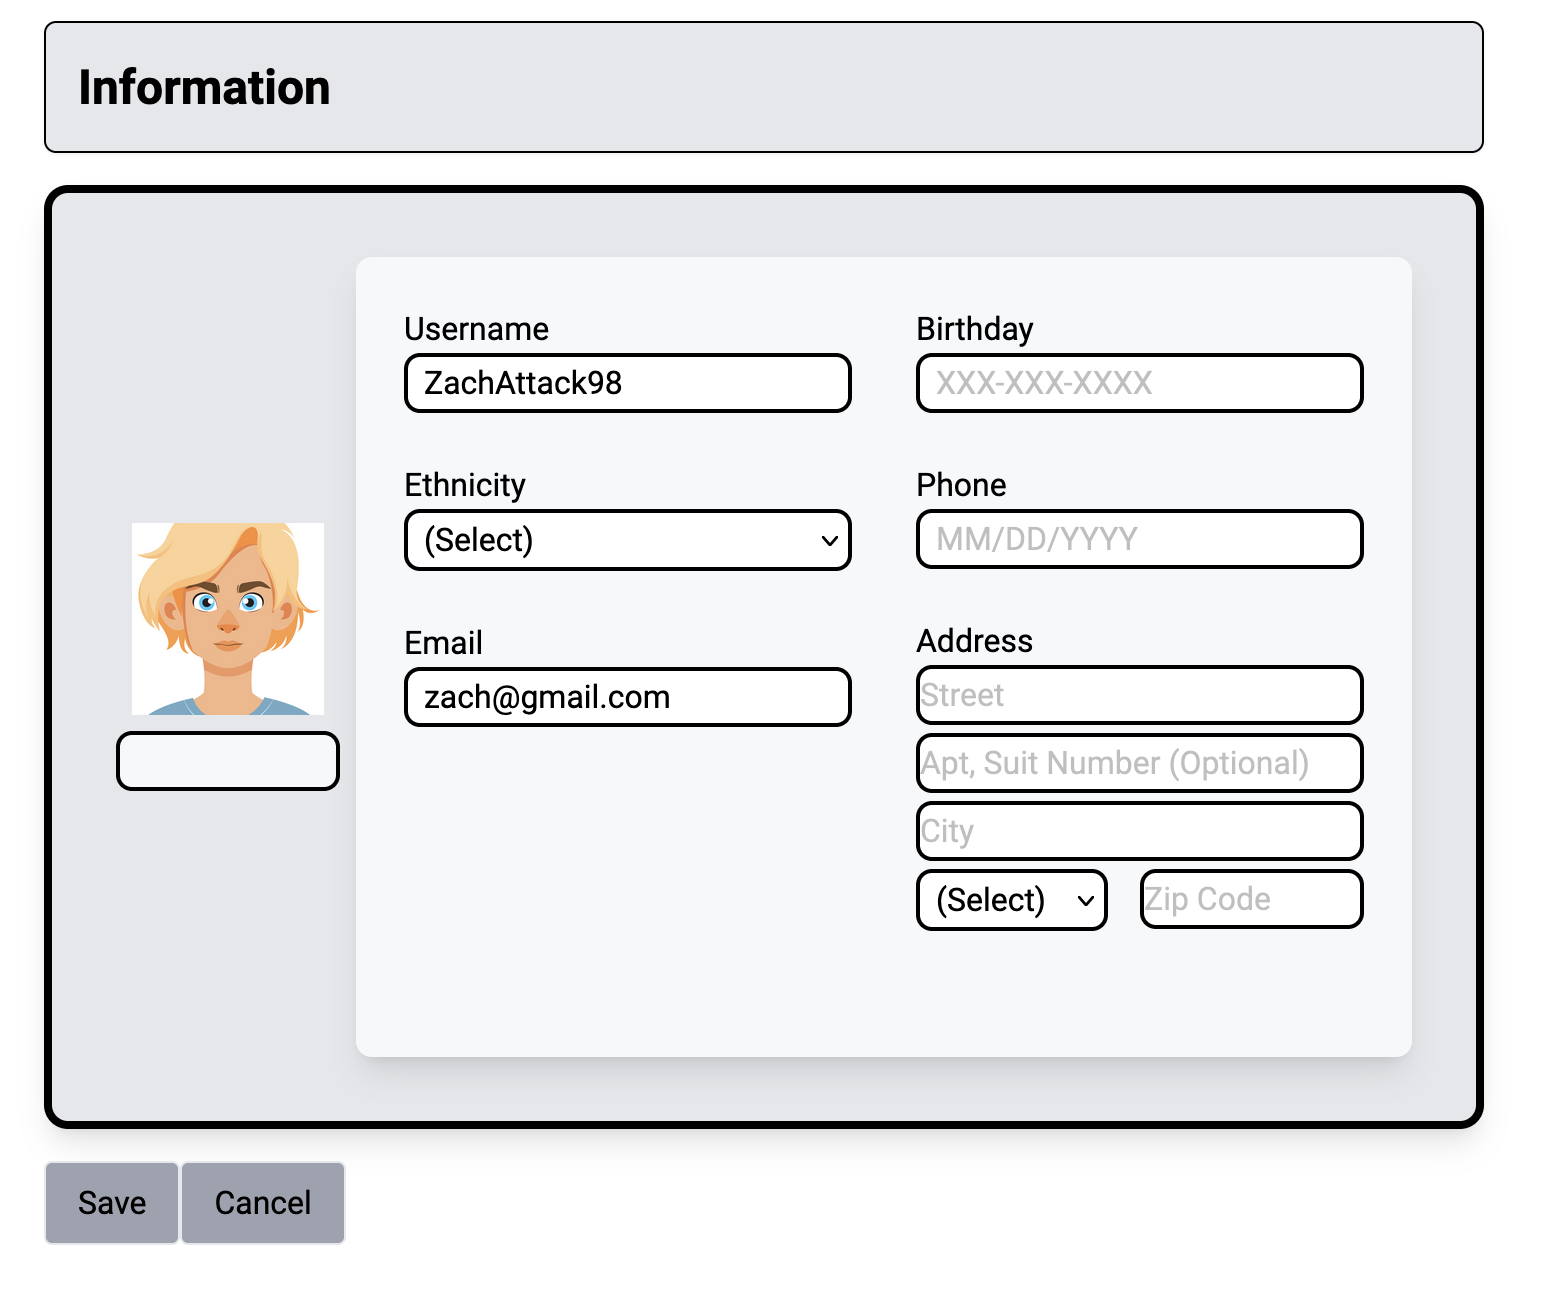 Information
Username
ZachAttack98
Birthday
XXX-XXX-XXXX
Ethnicity
(Select)
Phone
MM/DD/YYYY
Email
zach@gmail.com
Address
Street
Apt, Suit Number (Optional)
City
(Select)
Zip Code
Save
Cancel